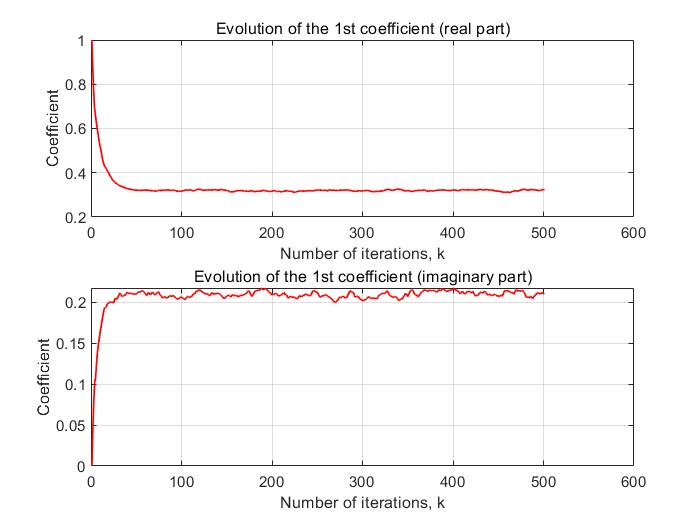 Evolution of the 1st coefficient (real part)
1
0.8
0.6
0.4
0.2
Coefficient
0 100 200 300 400 500 600
Number of iterations, k
Evolution of the 1st coefficient (imaginary part)
0.2
0.15
0.1
0.05
0
Coefficient
0 100 200 300 400 500 600
Number of iterations, k